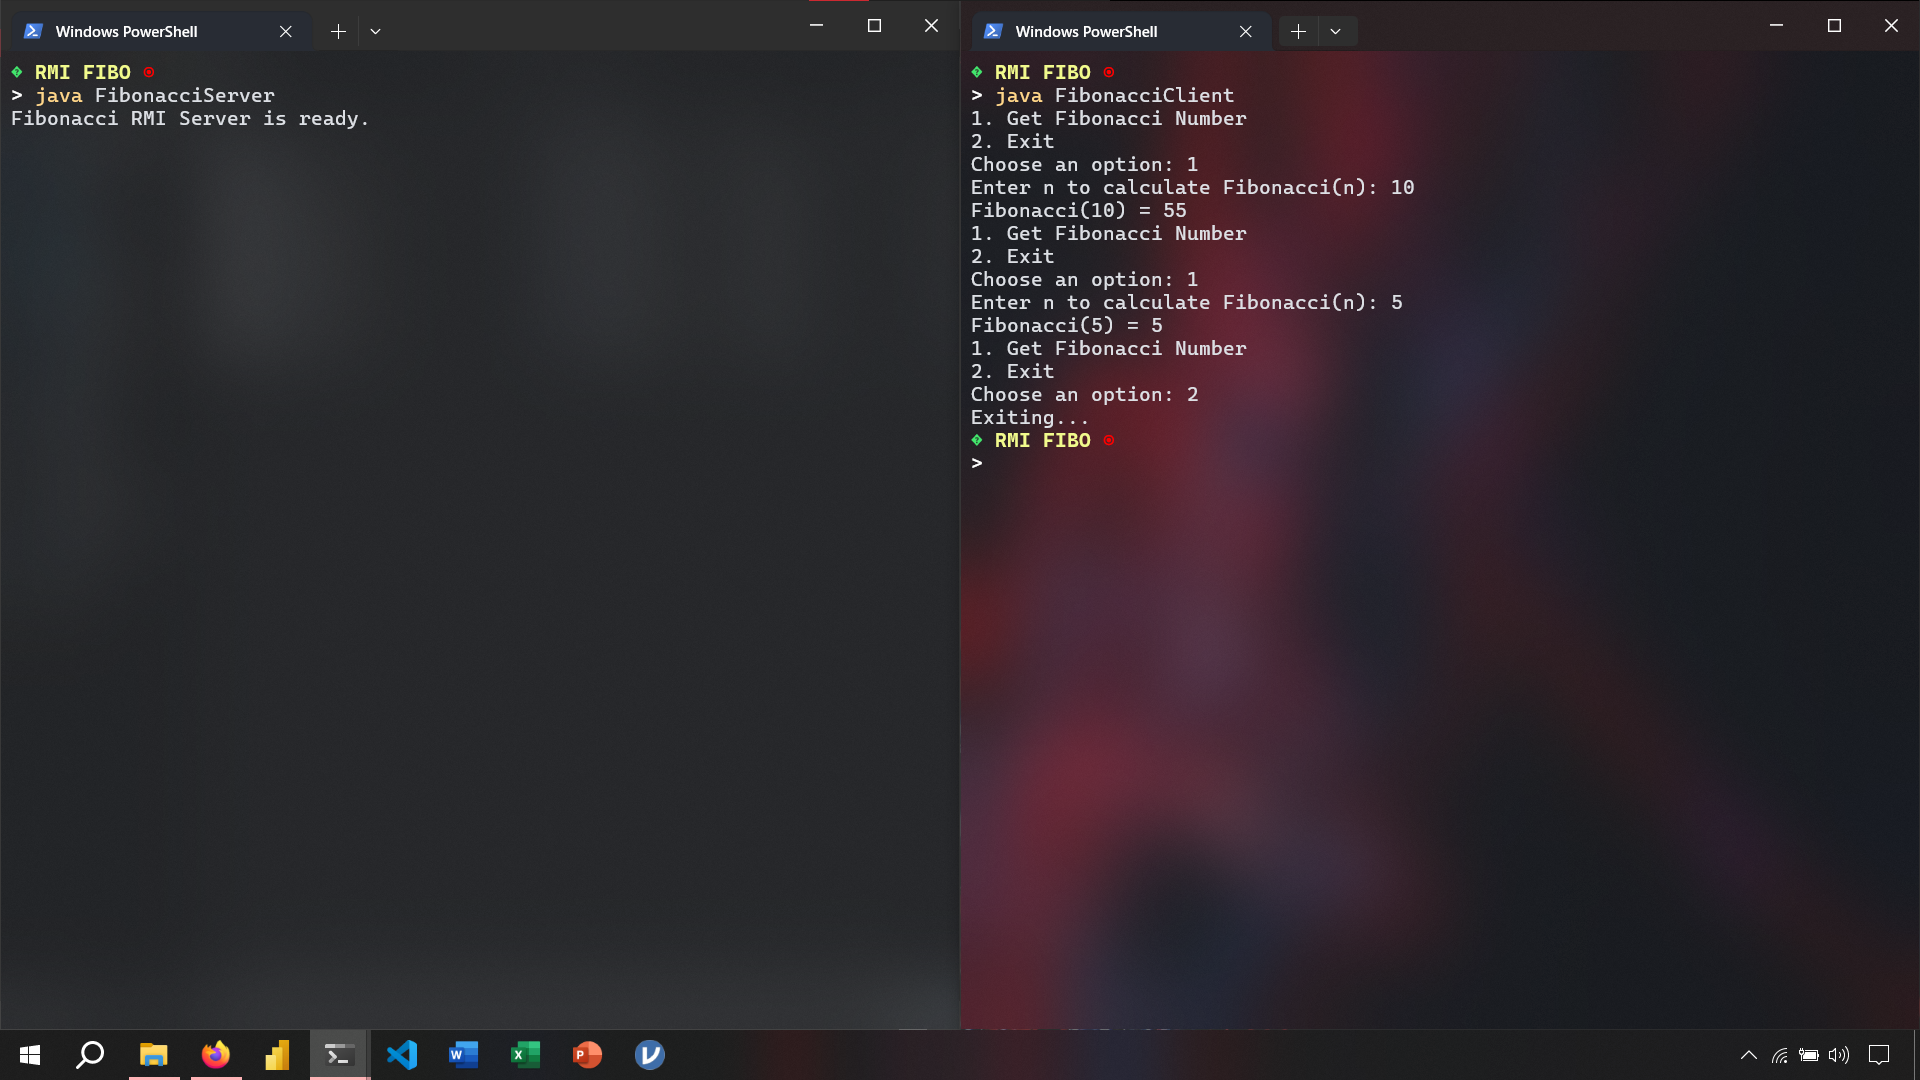 Windows PowerShell
RMI FIBO
> java FibonacciServer
Fibonacci RMI Server is ready.
Windows PowerShell
RMI FIBO
> java FibonacciClient
1. Get Fibonacci Number
2. Exit
Choose an option: 1
Enter n to calculate Fibonacci(n): 10
Fibonacci(10) = 55
1. Get Fibonacci Number
2. Exit
Choose an option: 1
Enter n to calculate Fibonacci(n): 5
Fibonacci(5) = 5
1. Get Fibonacci Number
2. Exit
Choose an option: 2
Exiting...
RMI FIBO
>